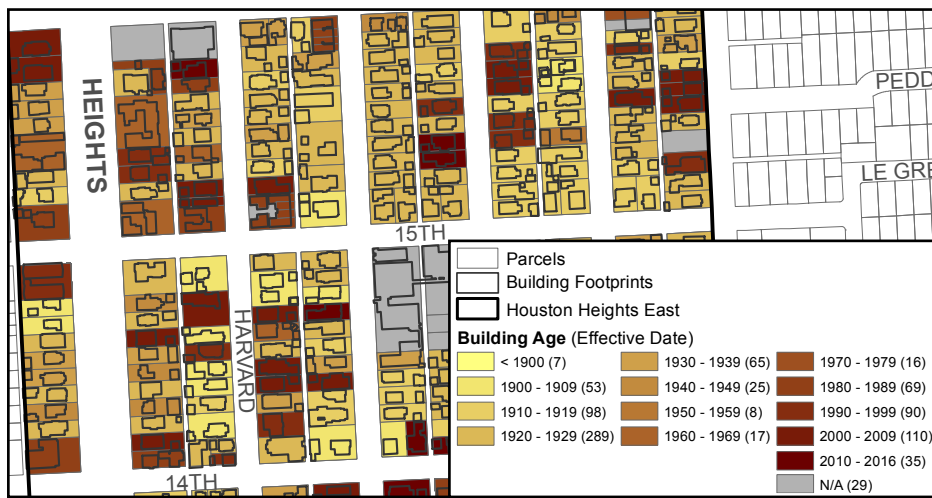 HEIGHTS
PEDD
LE GRE
15TH
HARVARD
14TH
Parcels
Building Footprints
Houston Heights East
Building Age (Effective Date)
< 1900 (7)
1900 - 1909 (53)
1910 - 1919 (98)
1920 - 1929 (289)
1930 - 1939 (65)
1940 - 1949 (25)
1950 - 1959 (8)
1960 - 1969 (17)
1970 - 1979 (16)
1980 - 1989 (69)
1990 - 1999 (90)
2000 - 2009 (110)
2010 - 2016 (35)
N/A (29)